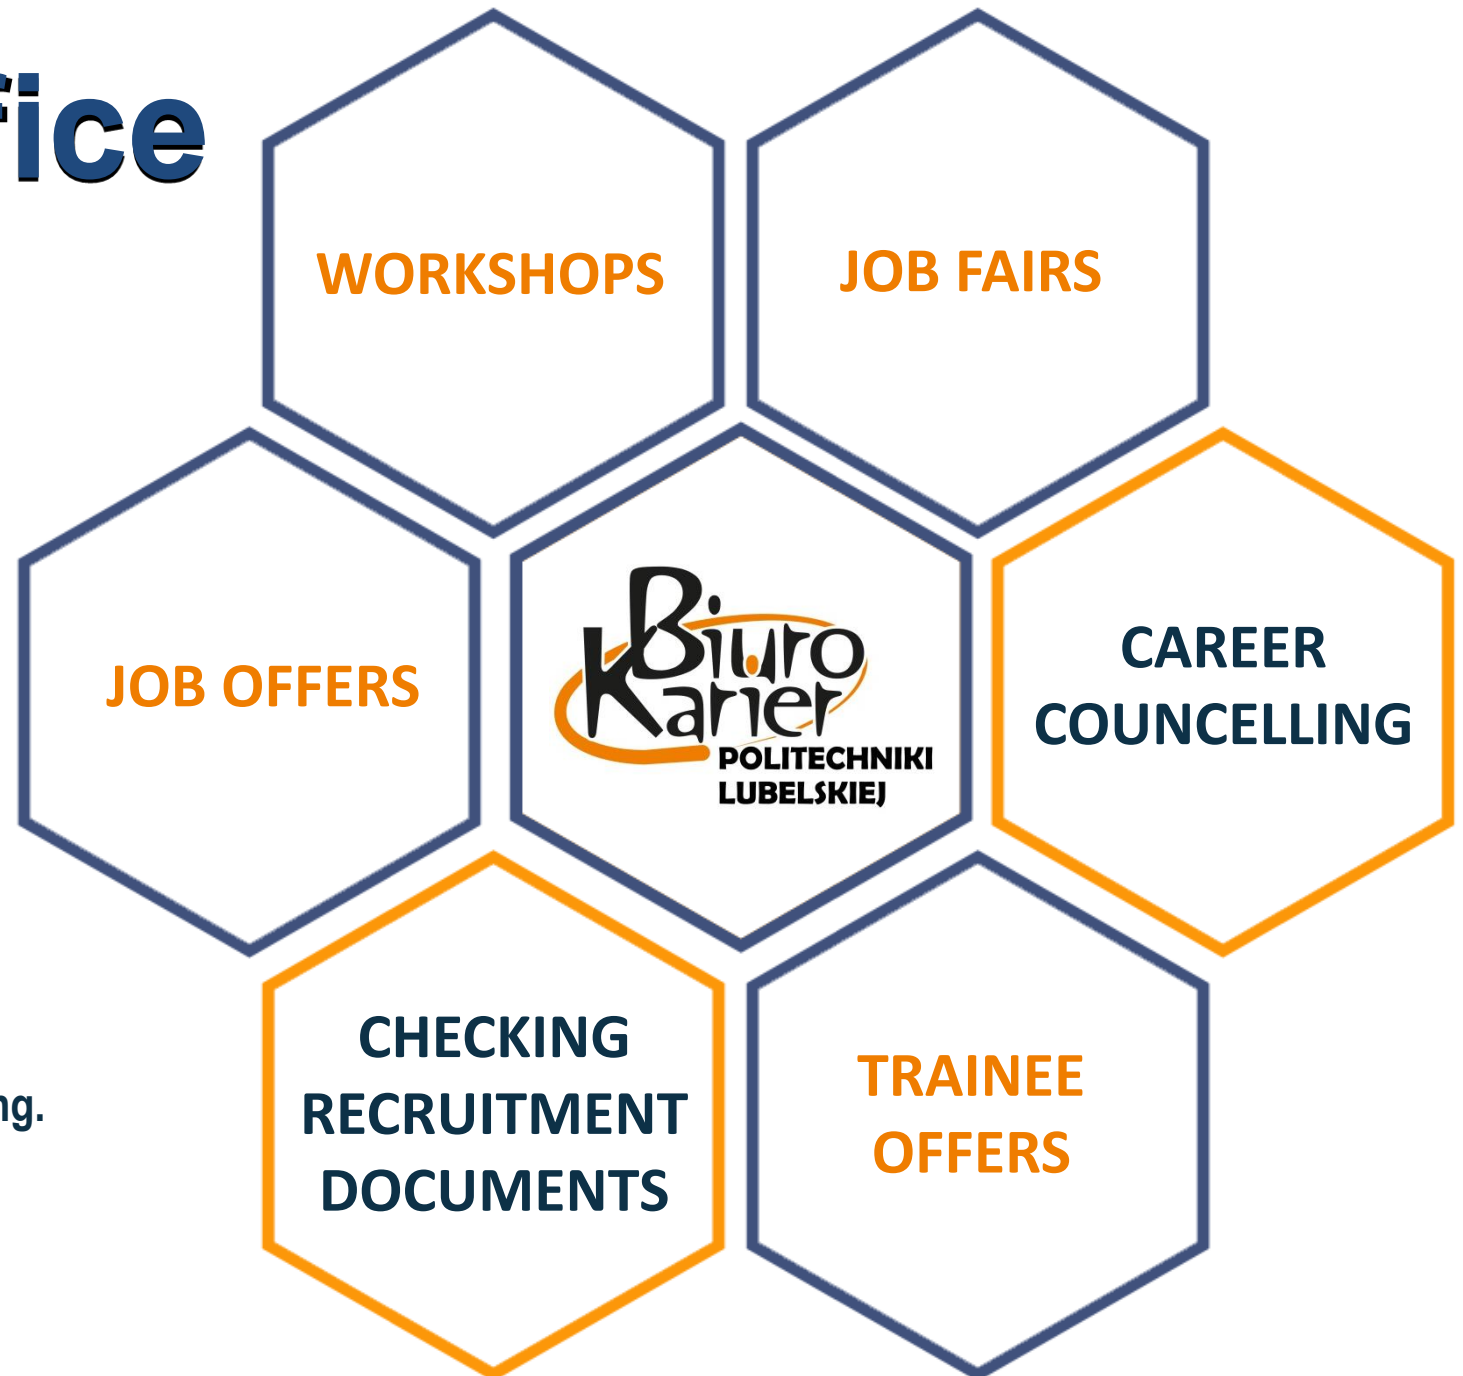 fice
WORKSHOPS
JOB FAIRS
JOB OFFERS
Biuro
Karier
POLITECHNIKI
LUBELSKIEJ
CAREER
COUNCELLING
CHECKING
RECRUITMENT
DOCUMENTS
TRAINEE
OFFERS
ng.